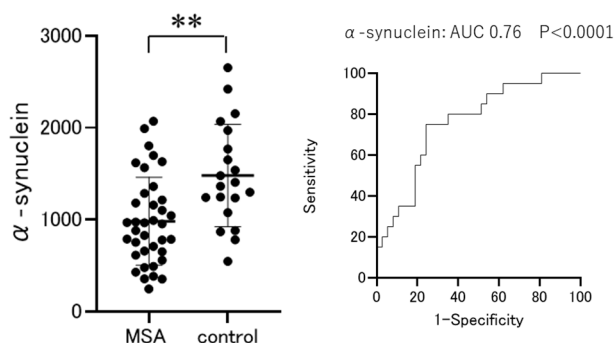 **
α-synuclein
3000
2000
1000
0
MSA control
α-synuclein: AUC 0.76 P<0.0001
Sensitivity
100
80
60
40
20
0
0 20 40 60 80 100
1-Specificity